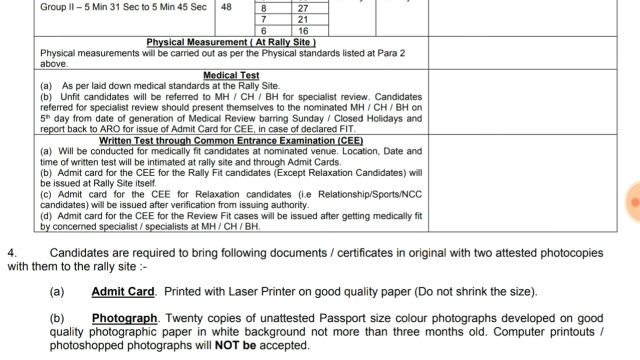 Group II – 5 Min 31 Sec to 5 Min 45 Sec 48 8 27
7 21
6 16
Physical Measurement ( At Rally Site )
Physical measurements will be carried out as per the Physical standards listed at Para 2
above.
Medical Test
(a) As per laid down medical standards at the Rally Site.
(b) Unfit candidates will be referred to MH / CH / BH for specialist review. Candidates
referred for specialist review should present themselves to the nominated MH / CH / BH on
5th day from date of generation of Medical Review barring Sunday / Closed Holidays and
report back to ARO for issue of Admit Card for CEE, in case of declared FIT.
Written Test through Common Entrance Examination (CEE)
(a) Will be conducted for medically fit candidates at nominated venue. Location, Date and
time of written test will be intimated at rally site and through Admit Cards.
(b) Admit card for the CEE for the Rally Fit candidates (Except Relaxation Candidates) will
be issued at Rally Site itself.
(c) Admit card for the CEE for Relaxation candidates (i.e Relationship/Sports/NCC
candidates) will be issued after verification from issuing authority.
(d) Admit card for the CEE for the Review Fit cases will be issued after getting medically fit
by concerned specialist / specialists at MH / CH / BH.
4. Candidates are required to bring following documents / certificates in original with two attested photocopies
with them to the rally site :-
(a) Admit Card. Printed with Laser Printer on good quality paper (Do not shrink the size).
(b) Photograph. Twenty copies of unattested Passport size colour photographs developed on good
quality photographic paper in white background not more than three months old. Computer printouts /
photoshopped photographs will NOT be accepted.